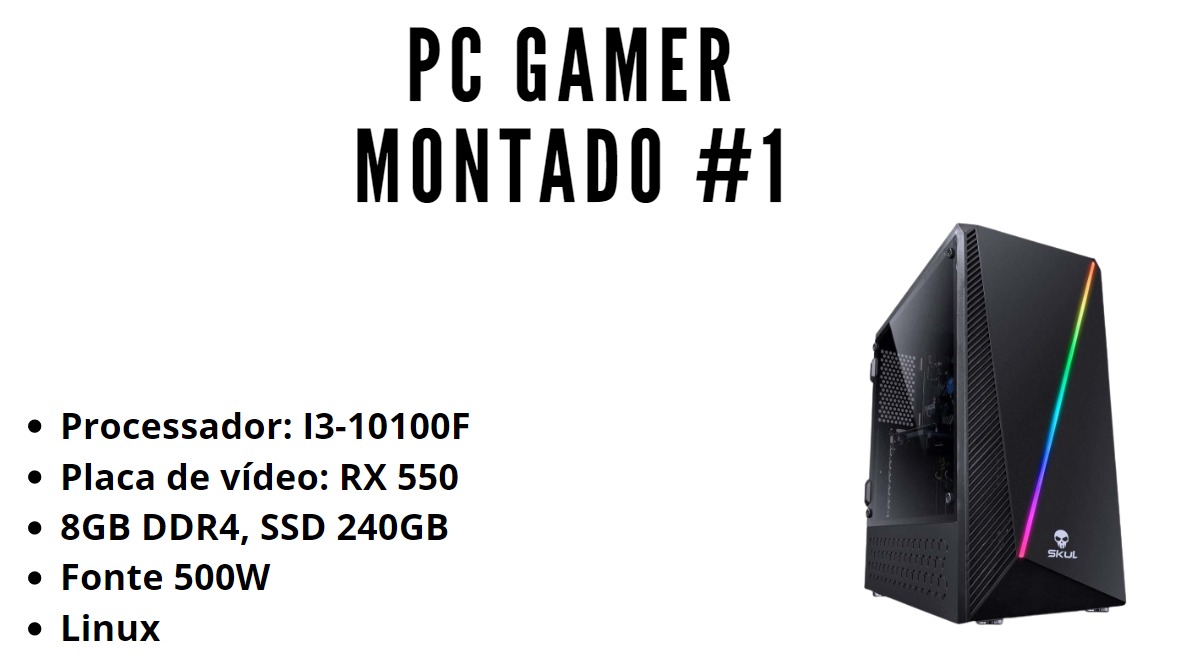 PC GAMER
MONTADO #1
• Processador: I3-10100F
• Placa de vídeo: RX 550
• 8GB DDR4, SSD 240GB
• Fonte 500W
• Linux
SKUL